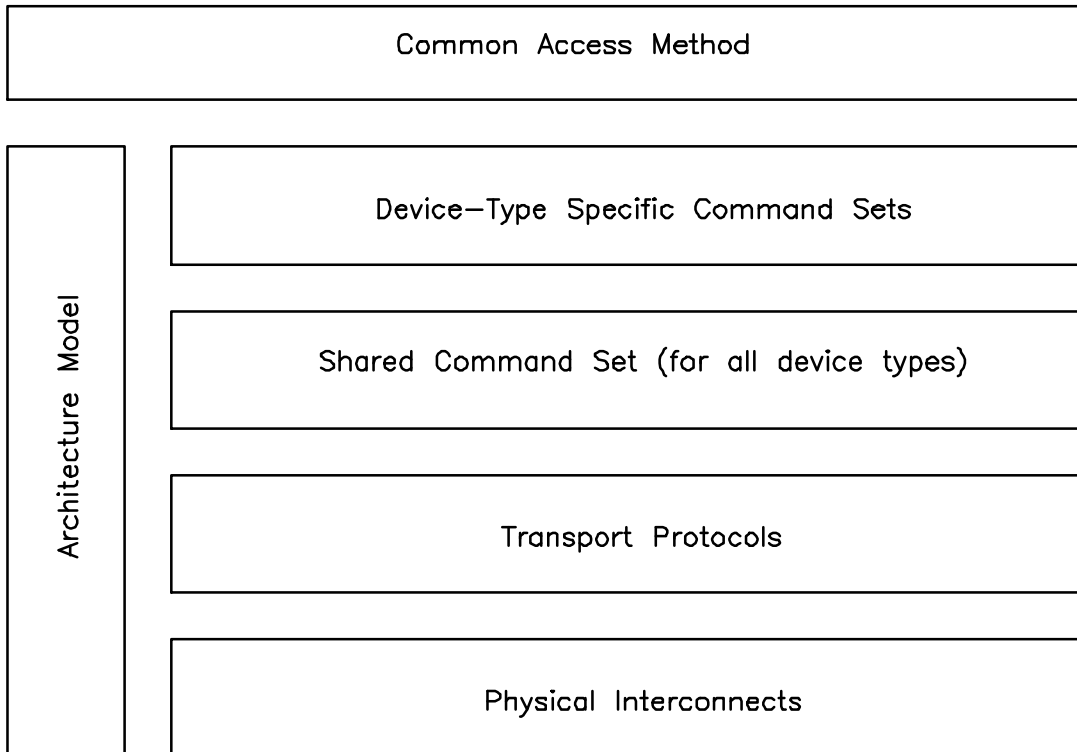 Common Access Method
Device-Type Specific Command Sets
Shared Command Set (for all device types)
Architecture Model
Transport Protocols
Physical Interconnects